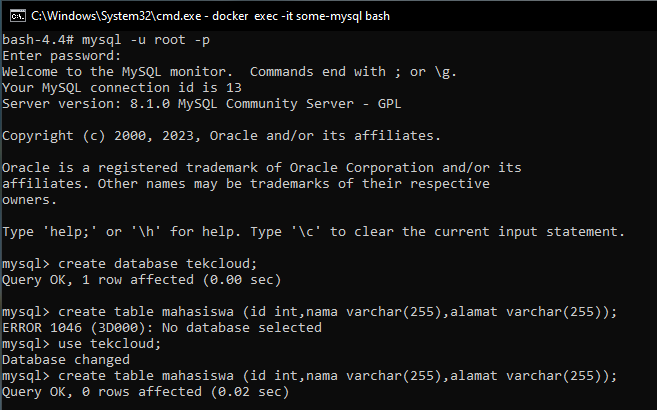 C:\Windows\System32\cmd.exe - docker  exec -it some-mysql bash
bash-4.4# mysql -u root -p
Enter password:
Welcome to the MySQL monitor.  Commands end with ; or \g.
Your MySQL connection id is 13
Server version: 8.1.0 MySQL Community Server - GPL

Copyright (c) 2000, 2023, Oracle and/or its affiliates.

Oracle is a registered trademark of Oracle Corporation and/or its
affiliates. Other names may be trademarks of their respective
owners.

Type 'help;' or '\h' for help. Type '\c' to clear the current input statement.

mysql> create database tekcloud;
Query OK, 1 row affected (0.00 sec)

mysql> create table mahasiswa (id int,nama varchar(255),alamat varchar(255));
ERROR 1046 (3D000): No database selected
mysql> use tekcloud;
Database changed
mysql> create table mahasiswa (id int,nama varchar(255),alamat varchar(255));
Query OK, 0 rows affected (0.02 sec)